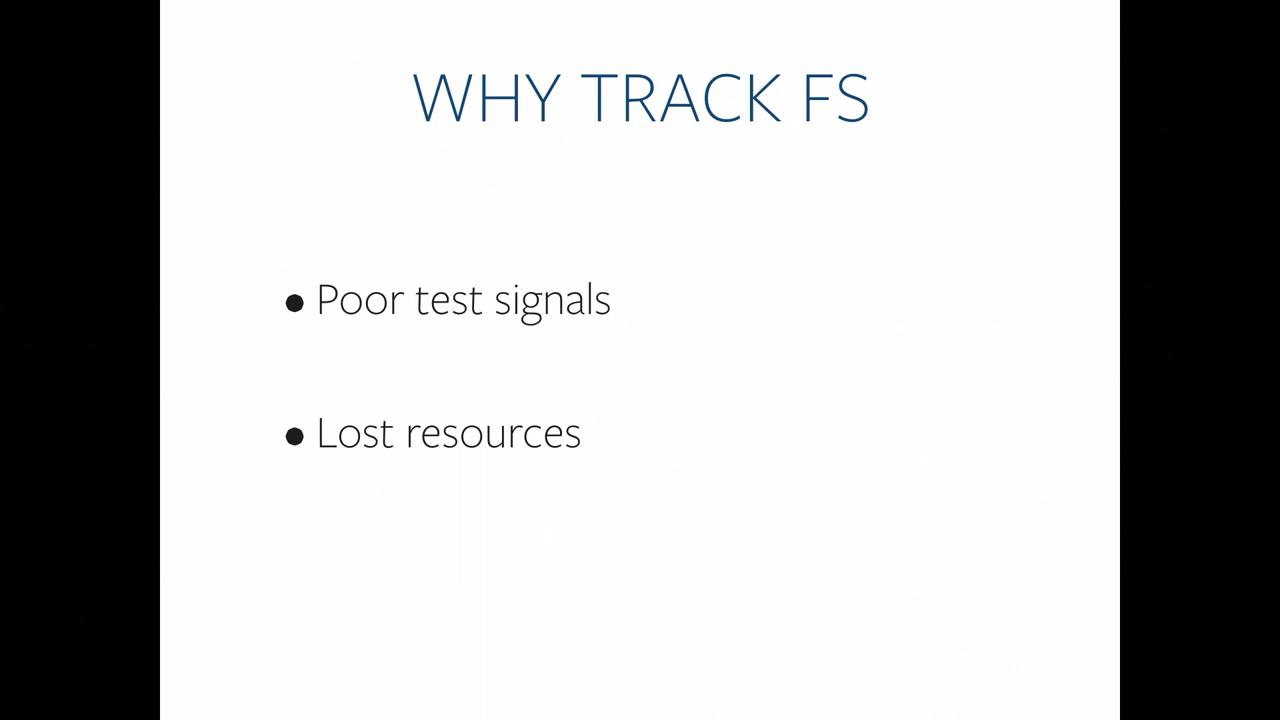 WHY TRACK FS
• Poor test signals
• Lost resources